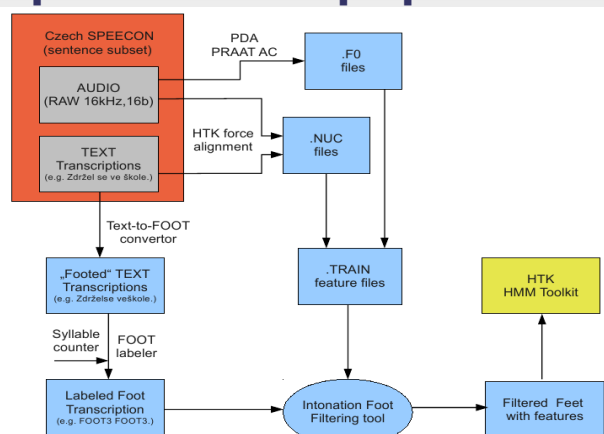 Czech SPEECON
(sentence subset)
AUDIO
(RAW 16kHz,16b)
TEXT
Transcriptions
(e.g. Zdržel se ve škole.)
PDA
PRAAT AC
.F0
files
HTK force
alignment
.NUC
files
Text-to-FOOT
convertor
„Footed“ TEXT
Transcriptions
(e.g. Zdrželse veškole.)
.TRAIN
feature files
HTK
HMM Toolkit
Syllable
counter
FOOT
labeler
Labeled Foot
Transcription
(e.g. FOOT3 FOOT3.)
Intonation Foot
Filtering tool
Filtered Feet
with features